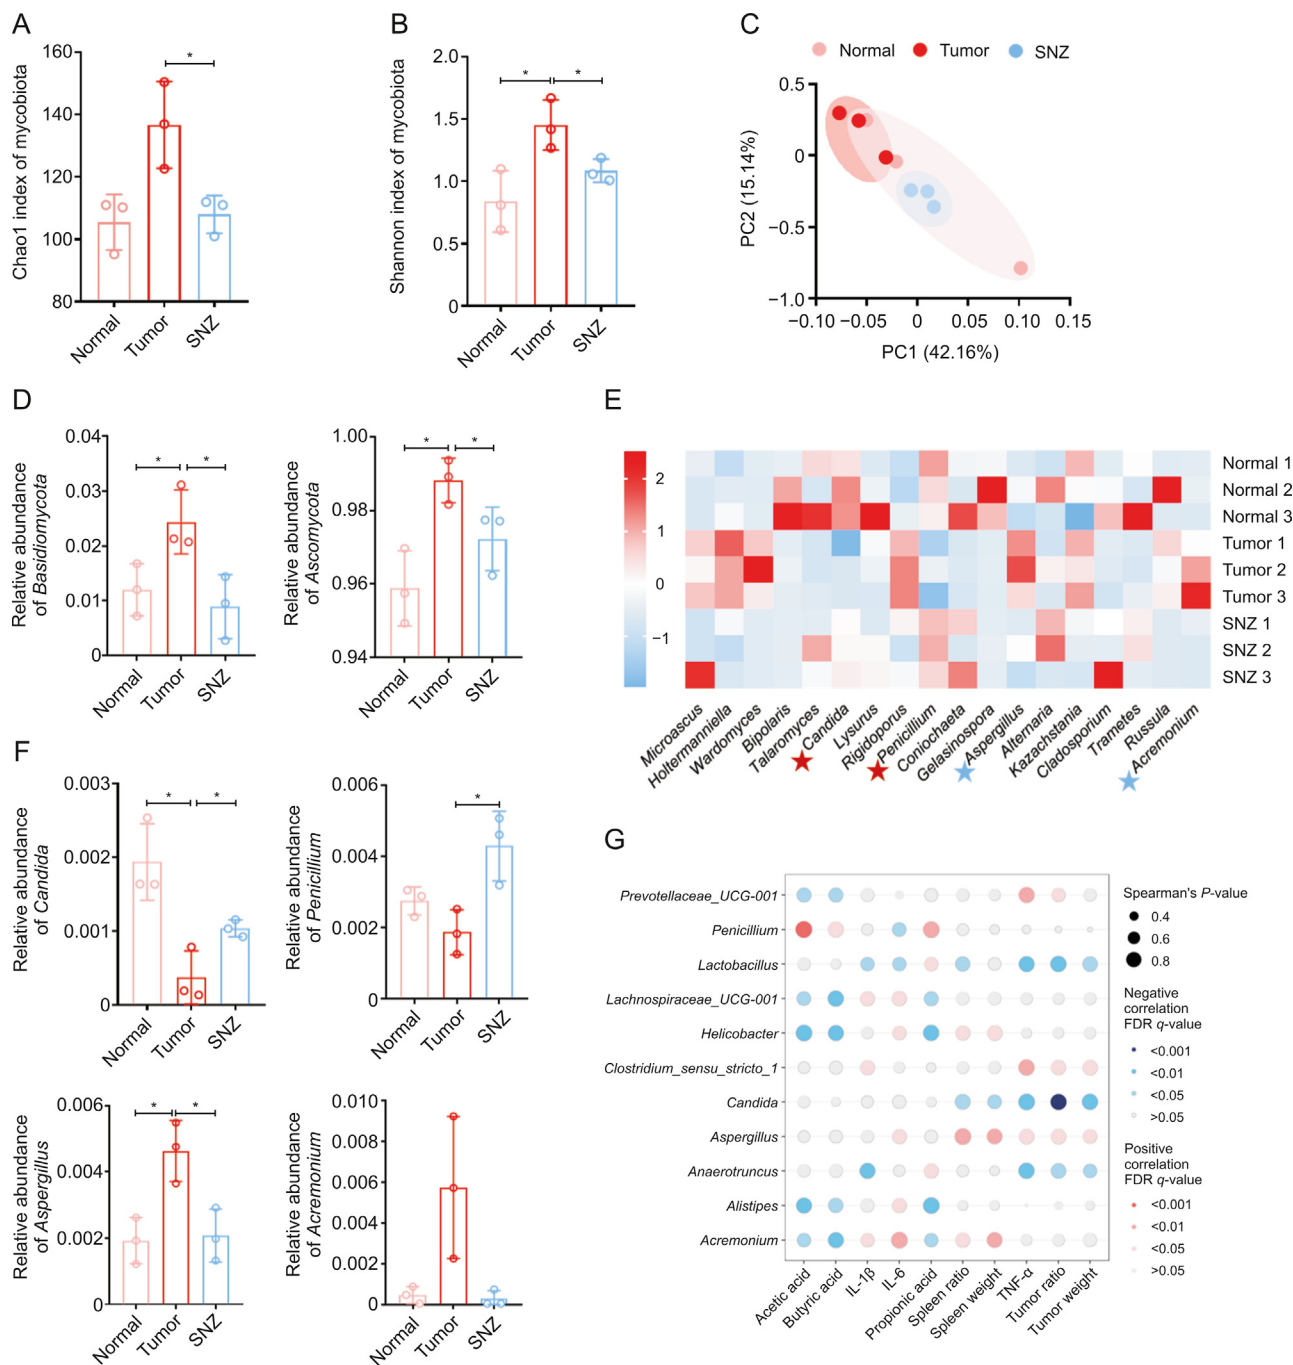 A
Chao1 index of mycobiota
160
140
120
100
80
*
Normal
Tumor
SNZ
B
Shannon index of mycobiota
2.0
1.5
1.0
0.5
0
*
*
Normal
Tumor
SNZ
C
Normal
Tumor
SNZ
PC2 (15.14%)
0.5
0
−0.5
−1.0
−0.10
−0.05
0
0.05
0.10
0.15
PC1 (42.16%)
D
Relative abundance
of Basidiomycota
0.04
0.03
0.02
0.01
0
*
*
Normal
Tumor
SNZ
Relative abundance
of Ascomycota
1.00
0.98
0.96
0.94
*
*
Normal
Tumor
SNZ
E
2
1
0
−1
Normal 1
Normal 2
Normal 3
Tumor 1
Tumor 2
Tumor 3
SNZ 1
SNZ 2
SNZ 3
Microascus
Holtermanniella
Wardomyces
Bipolaris
Talaromyces
Candida
Lysurus
Rigidoporus
Penicillium
Coniochaeta
Gelasinospora
Aspergillus
Alternaria
Kazachstania
Cladosporium
Trametes
Russula
Acremonium
F
Relative abundance
of Candida
0.003
0.002
0.001
0
*
*
Normal
Tumor
SNZ
Relative abundance
of Penicillium
0.006
0.004
0.002
0
*
Normal
Tumor
SNZ
Relative abundance
of Aspergillus
0.006
0.004
0.002
0
*
*
Normal
Tumor
SNZ
Relative abundance
of Acremonium
0.010
0.008
0.006
0.004
0.002
0
Normal
Tumor
SNZ
G
Prevotellaceae_UCG-001
Penicillium
Lactobacillus
Lachnospiraceae_UCG-001
Helicobacter
Clostridium_sensu_stricto_1
Candida
Aspergillus
Anaerotruncus
Alistipes
Acremonium
Acetic acid
Butyric acid
IL-1β
IL-6
Propionic acid
Spleen ratio
Spleen weight
TNF-α
Tumor ratio
Tumor weight
Spearman's P-value
0.4
0.6
0.8
Negative
correlation
FDR q-value
<0.001
<0.01
<0.05
>0.05
Positive
correlation
FDR q-value
<0.001
<0.01
<0.05
>0.05